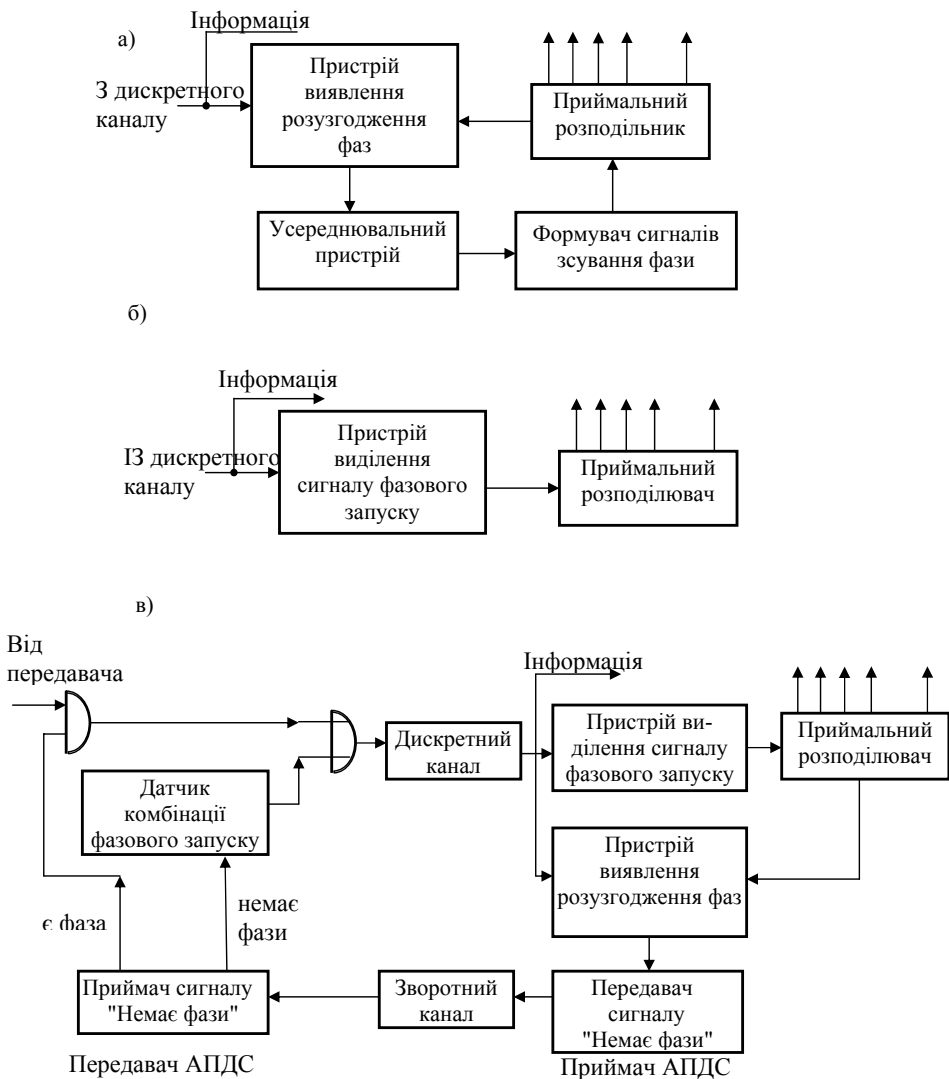 а)
Інформація
З дискретного
каналу
Пристрій
виявлення
розузгодження
фаз
Приймальний
розподільник
Усереднювальний
пристрій
Формувач сигналів
зсування фази
б)
Інформація
ІЗ дискретного
каналу
Пристрій
виділення
сигналу фазового
запуску
Приймальний
розподілювач
в)
Від
передавача
Інформація
Дискретний
канал
Пристрій ви-
ділення сигналу
фазового запуску
Приймальний
розподілювач
Датчик
комбінації
фазового запуску
Пристрій
виявлення
розузгодження фаз
є фаза
немає
фази
Приймач сигналу
"Немає фази"
Зворотний
канал
Передавач
сигналу
"Немає фази"
Передавач АПДС
Приймач АПДС